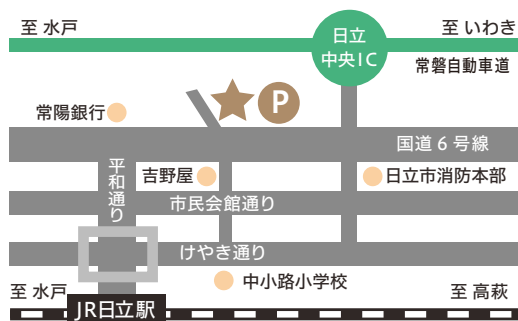 至 水戸
至 いわき
日立
中央IC
常磐自動車道
P
常陽銀行
国道６号線
平和通り
吉野屋
日立市消防本部
市民会館通り
けやき通り
中小路小学校
至 水戸
至 高萩
JR日立駅